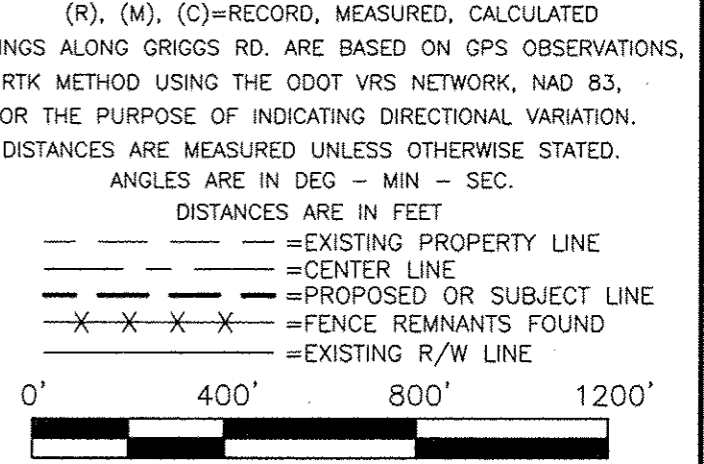 (R), (M), (C)=RECORD, MEASURED, CALCULATED
INGS ALONG GRIGGS RD. ARE BASED ON GPS OBSERVATIONS,
RTK METHOD USING THE ODOT VRS NETWORK, NAD 83,
OR THE PURPOSE OF INDICATING DIRECTIONAL VARIATION.
DISTANCES ARE MEASURED UNLESS OTHERWISE STATED.
ANGLES ARE IN DEG – MIN – SEC.
DISTANCES ARE IN FEET
=EXISTING PROPERTY LINE
=CENTER LINE
=PROPOSED OR SUBJECT LINE
=FENCE REMNANTS FOUND
=EXISTING R/W LINE
0' 400' 800' 1200'